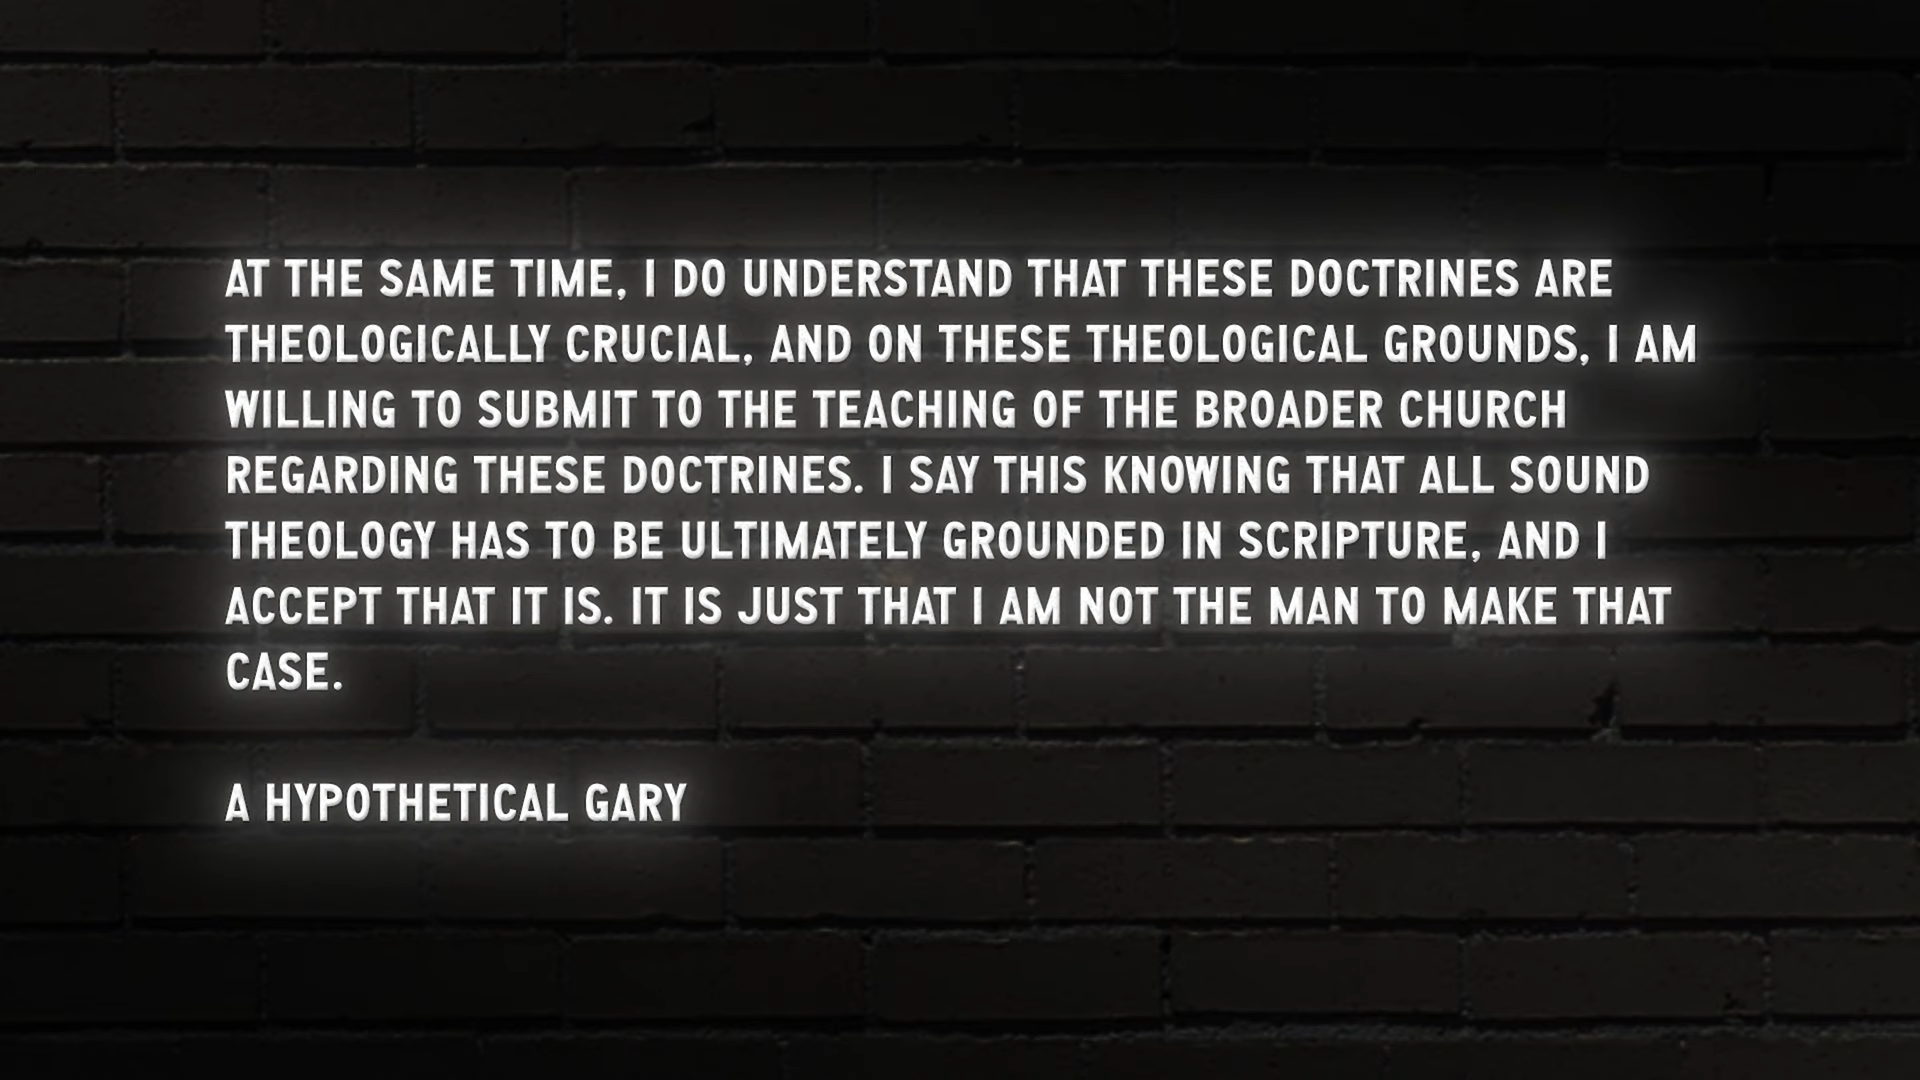 AT THE SAME TIME, I DO UNDERSTAND THAT THESE DOCTRINES ARE
THEOLOGICALLY CRUCIAL, AND ON THESE THEOLOGICAL GROUNDS, I AM
WILLING TO SUBMIT TO THE TEACHING OF THE BROADER CHURCH
REGARDING THESE DOCTRINES. I SAY THIS KNOWING THAT ALL SOUND
THEOLOGY HAS TO BE ULTIMATELY GROUNDED IN SCRIPTURE, AND I
ACCEPT THAT IT IS. IT IS JUST THAT I AM NOT THE MAN TO MAKE THAT
CASE.
A HYPOTHETICAL GARY